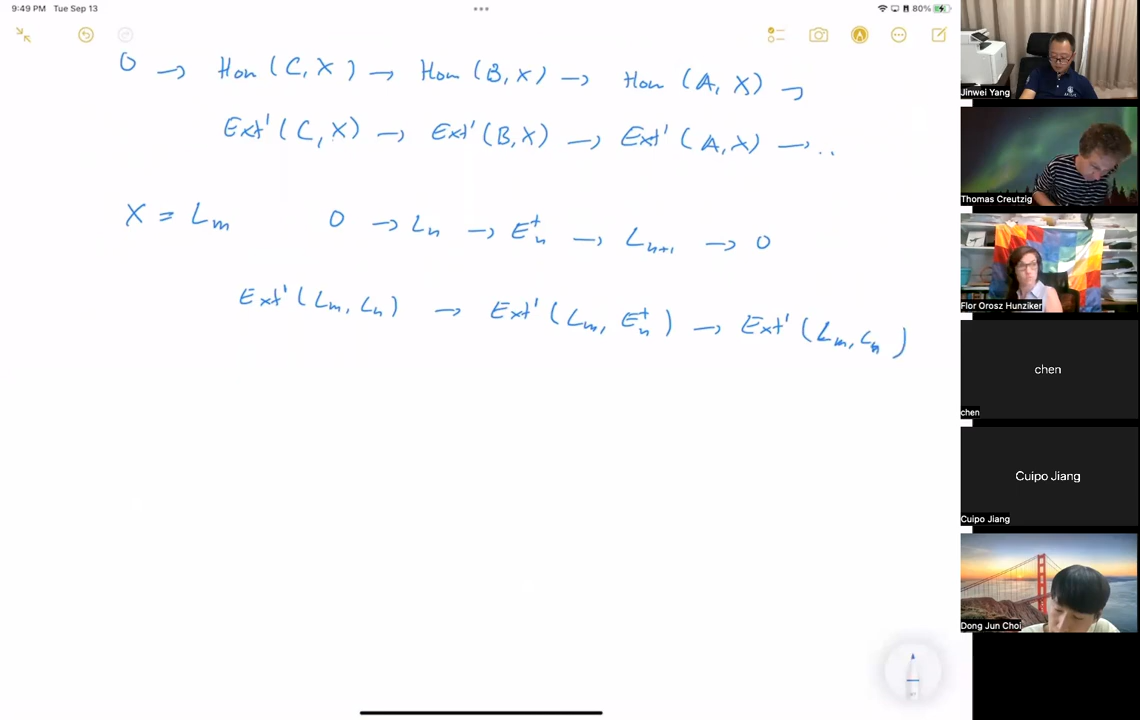 9:49 PM Tue Sep 13
80%
0 → Hom (C, X) → Hom (B, X) → Hom (A, X) →
Ext¹ (C, X) → Ext¹ (B, X) → Ext¹ (A, X) → ..
X = Lₘ 0 → Lₙ → Eₙ⁺ → Lₙ₊₁ → 0
Ext¹ (Lₘ, Lₙ) → Ext¹ (Lₘ, Eₙ⁺) → Ext¹ (Lₘ, Lₙ)
Jinwei Yang
Thomas Creutzig
Flor Orosz Hunziker
chen
chen
Cuipo Jiang
Cuipo Jiang
Dong Jun Choi